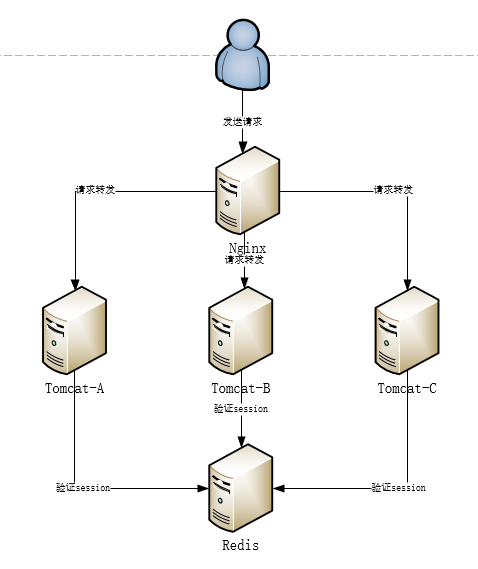 发送请求
请求转发
请求转发
Nginx
请求转发
Tomcat-A
Tomcat-B
Tomcat-C
验证session
验证session
验证session
Redis